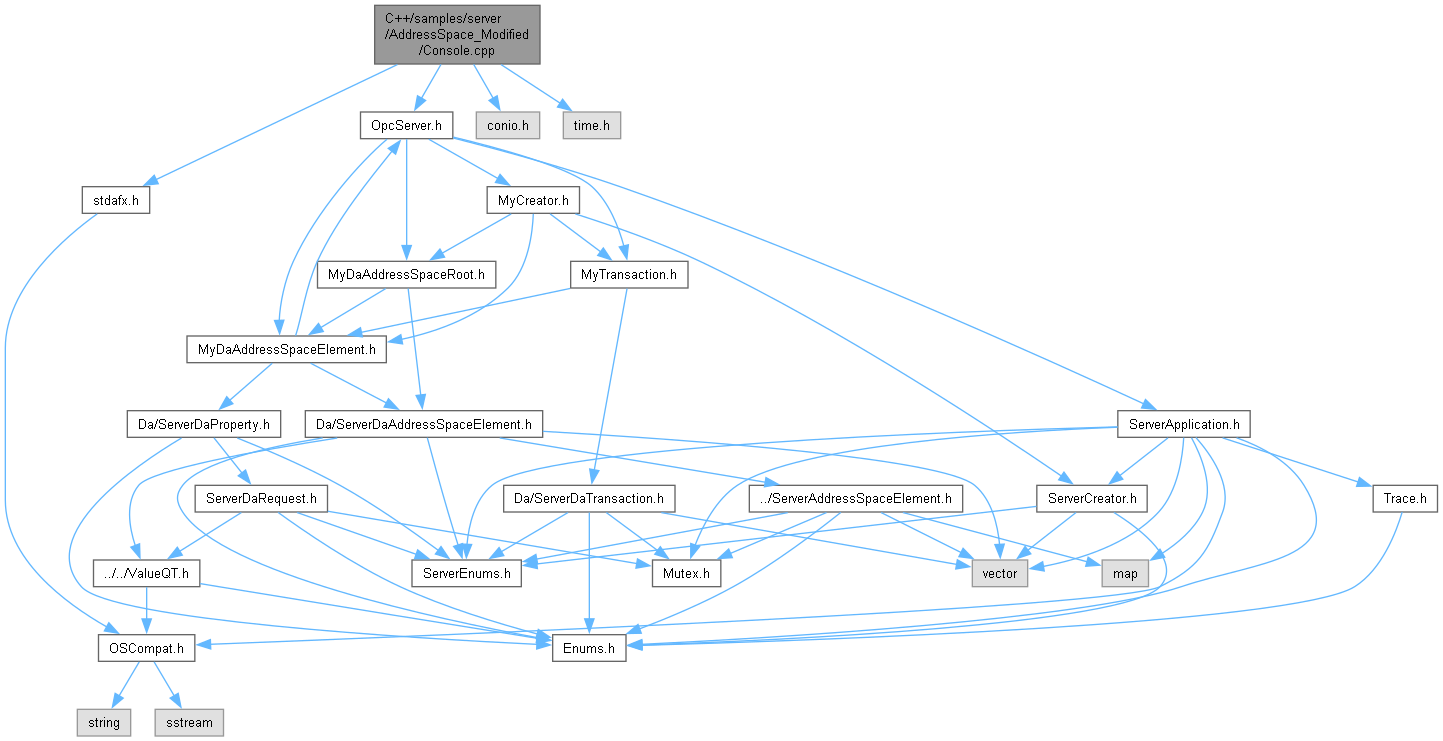 C++/samples/server
/AddressSpace_Modified
/Console.cpp
OpcServer.h
conio.h
time.h
stdafx.h
MyCreator.h
MyDaAddressSpaceRoot.h
MyTransaction.h
MyDaAddressSpaceElement.h
Da/ServerDaProperty.h
Da/ServerDaAddressSpaceElement.h
ServerApplication.h
ServerDaRequest.h
Da/ServerDaTransaction.h
../ServerAddressSpaceElement.h
ServerCreator.h
Trace.h
../../ValueQT.h
ServerEnums.h
Mutex.h
vector
map
OSCompat.h
Enums.h
string
sstream